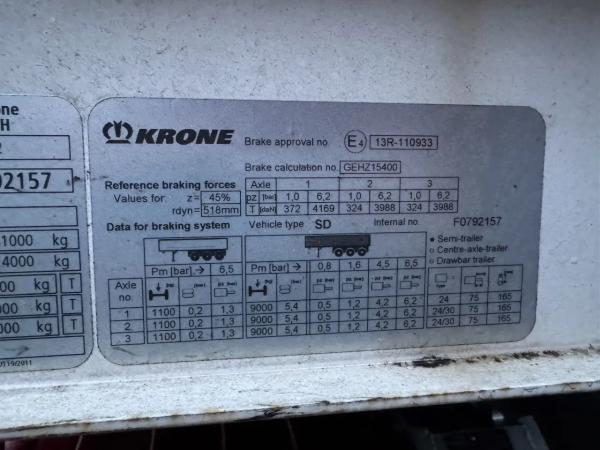 one
H
2
92157
1000 kg
4000 kg
00 kg T
000 kg T
000 kg T
KRONE
Brake approval no. E4 13R-110933
Brake calculation no. GEHZ15400
Reference braking forces Axle 1 2 3
Values for: z= 45% pz [bar] 1,0 6,2 1,0 6,2 1,0 6,2
rdyn= 518mm T [daN] 372 4169 324 3988 324 3988
Data for braking system Vehicle type SD Internal no. F0792157
Semi-trailer
Centre-axle-trailer
Drawbar trailer
Pm [bar] → 6,5 Pm [bar] → 0,8 1,6 4,5 6,5
Axle no.
1 1100 0,2 1,3 9000 5,4 0,5 1,2 4,2 6,2 24 75 165
2 1100 0,2 1,3 9000 5,4 0,5 1,2 4,2 6,2 24/30 75 165
3 1100 0,2 1,3 9000 5,4 0,5 1,2 4,2 6,2 24/30 75 165